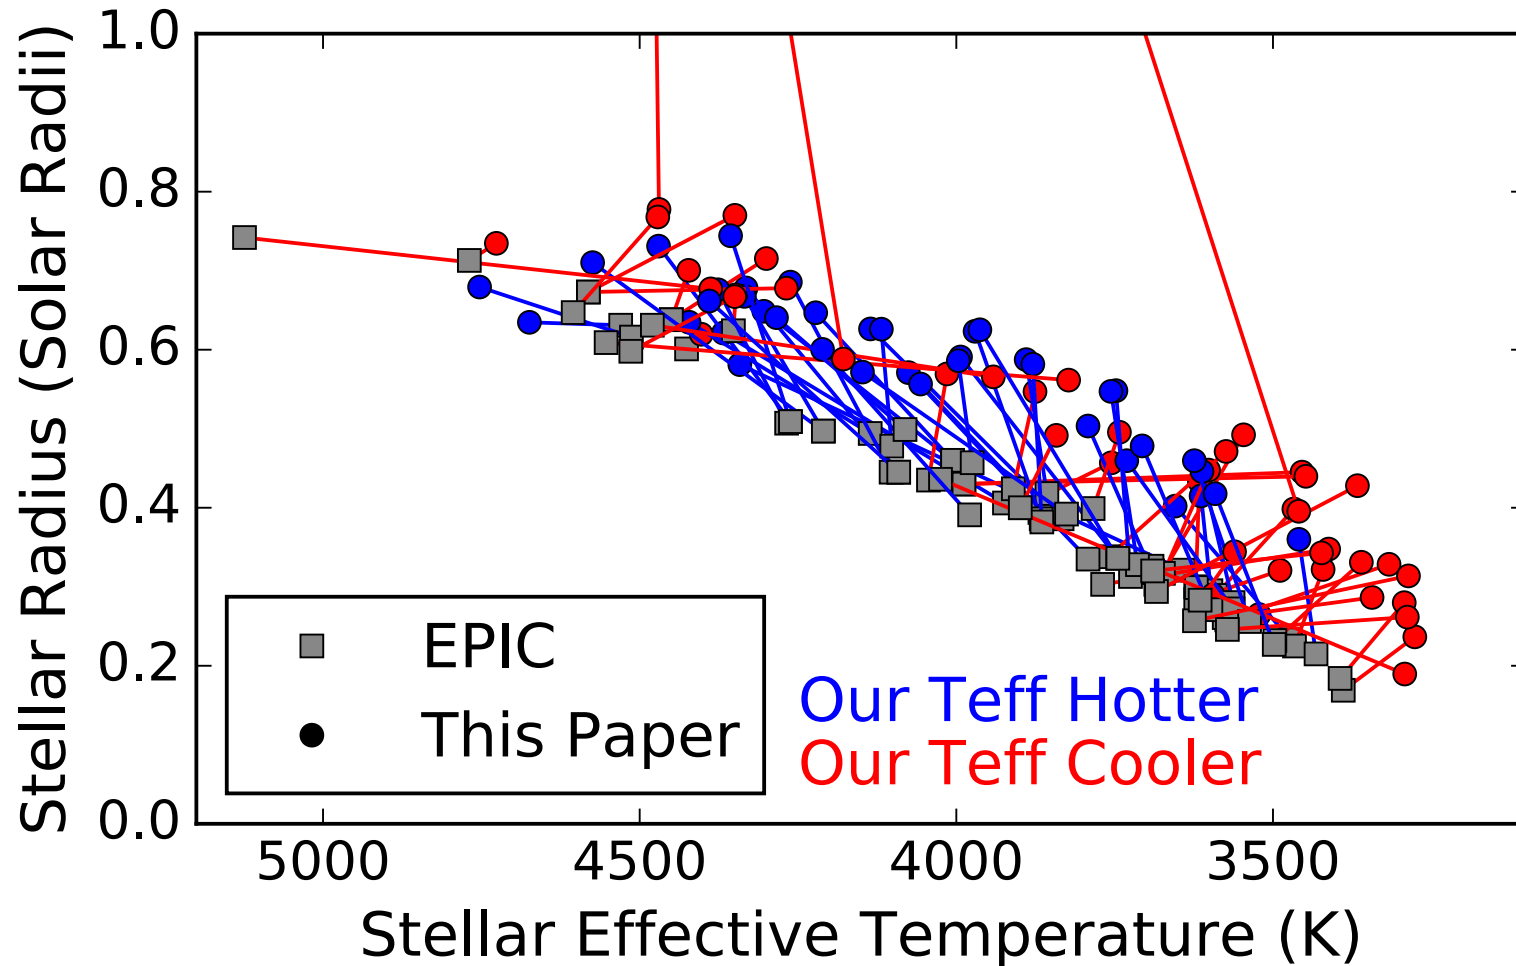 Stellar Radius (Solar Radii)
1.0
0.8
0.6
0.4
0.2
0.0
EPIC
This Paper
Our Teff Hotter
Our Teff Cooler
5000 4500 4000 3500
Stellar Effective Temperature (K)